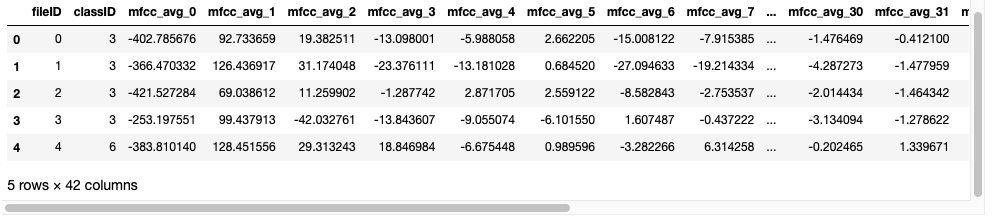 fileID classID mfcc_avg_0 mfcc_avg_1 mfcc_avg_2 mfcc_avg_3 mfcc_avg_4 mfcc_avg_5 mfcc_avg_6 mfcc_avg_7 ... mfcc_avg_30 mfcc_avg_31 m
0 0 3 -402.785676 92.733659 19.382511 -13.098001 -5.988058 2.662205 -15.008122 -7.915385 ... -1.476469 -0.412100
1 1 3 -366.470332 126.436917 31.174048 -23.376111 -13.181028 0.684520 -27.094633 -19.214334 ... -4.287273 -1.477959
2 2 3 -421.527284 69.038612 11.259902 -1.287742 2.871705 2.559122 -8.582843 -2.753537 ... -2.014434 -1.464342
3 3 3 -253.197551 99.437913 -42.032761 -13.843607 -9.055074 -6.101550 1.607487 -0.437222 ... -3.134094 -1.278622
4 4 6 -383.810140 128.451556 29.313243 18.846984 -6.675448 0.989596 -3.282266 6.314258 ... -0.202465 1.339671
5 rows × 42 columns